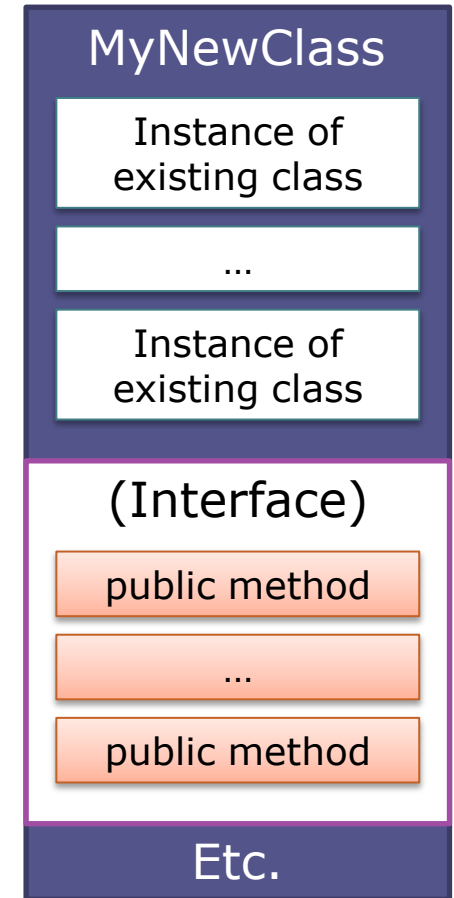 MyNewClass
Instance of
existing class
…
Instance of
existing class
(Interface)
public method
…
public method
Etc.